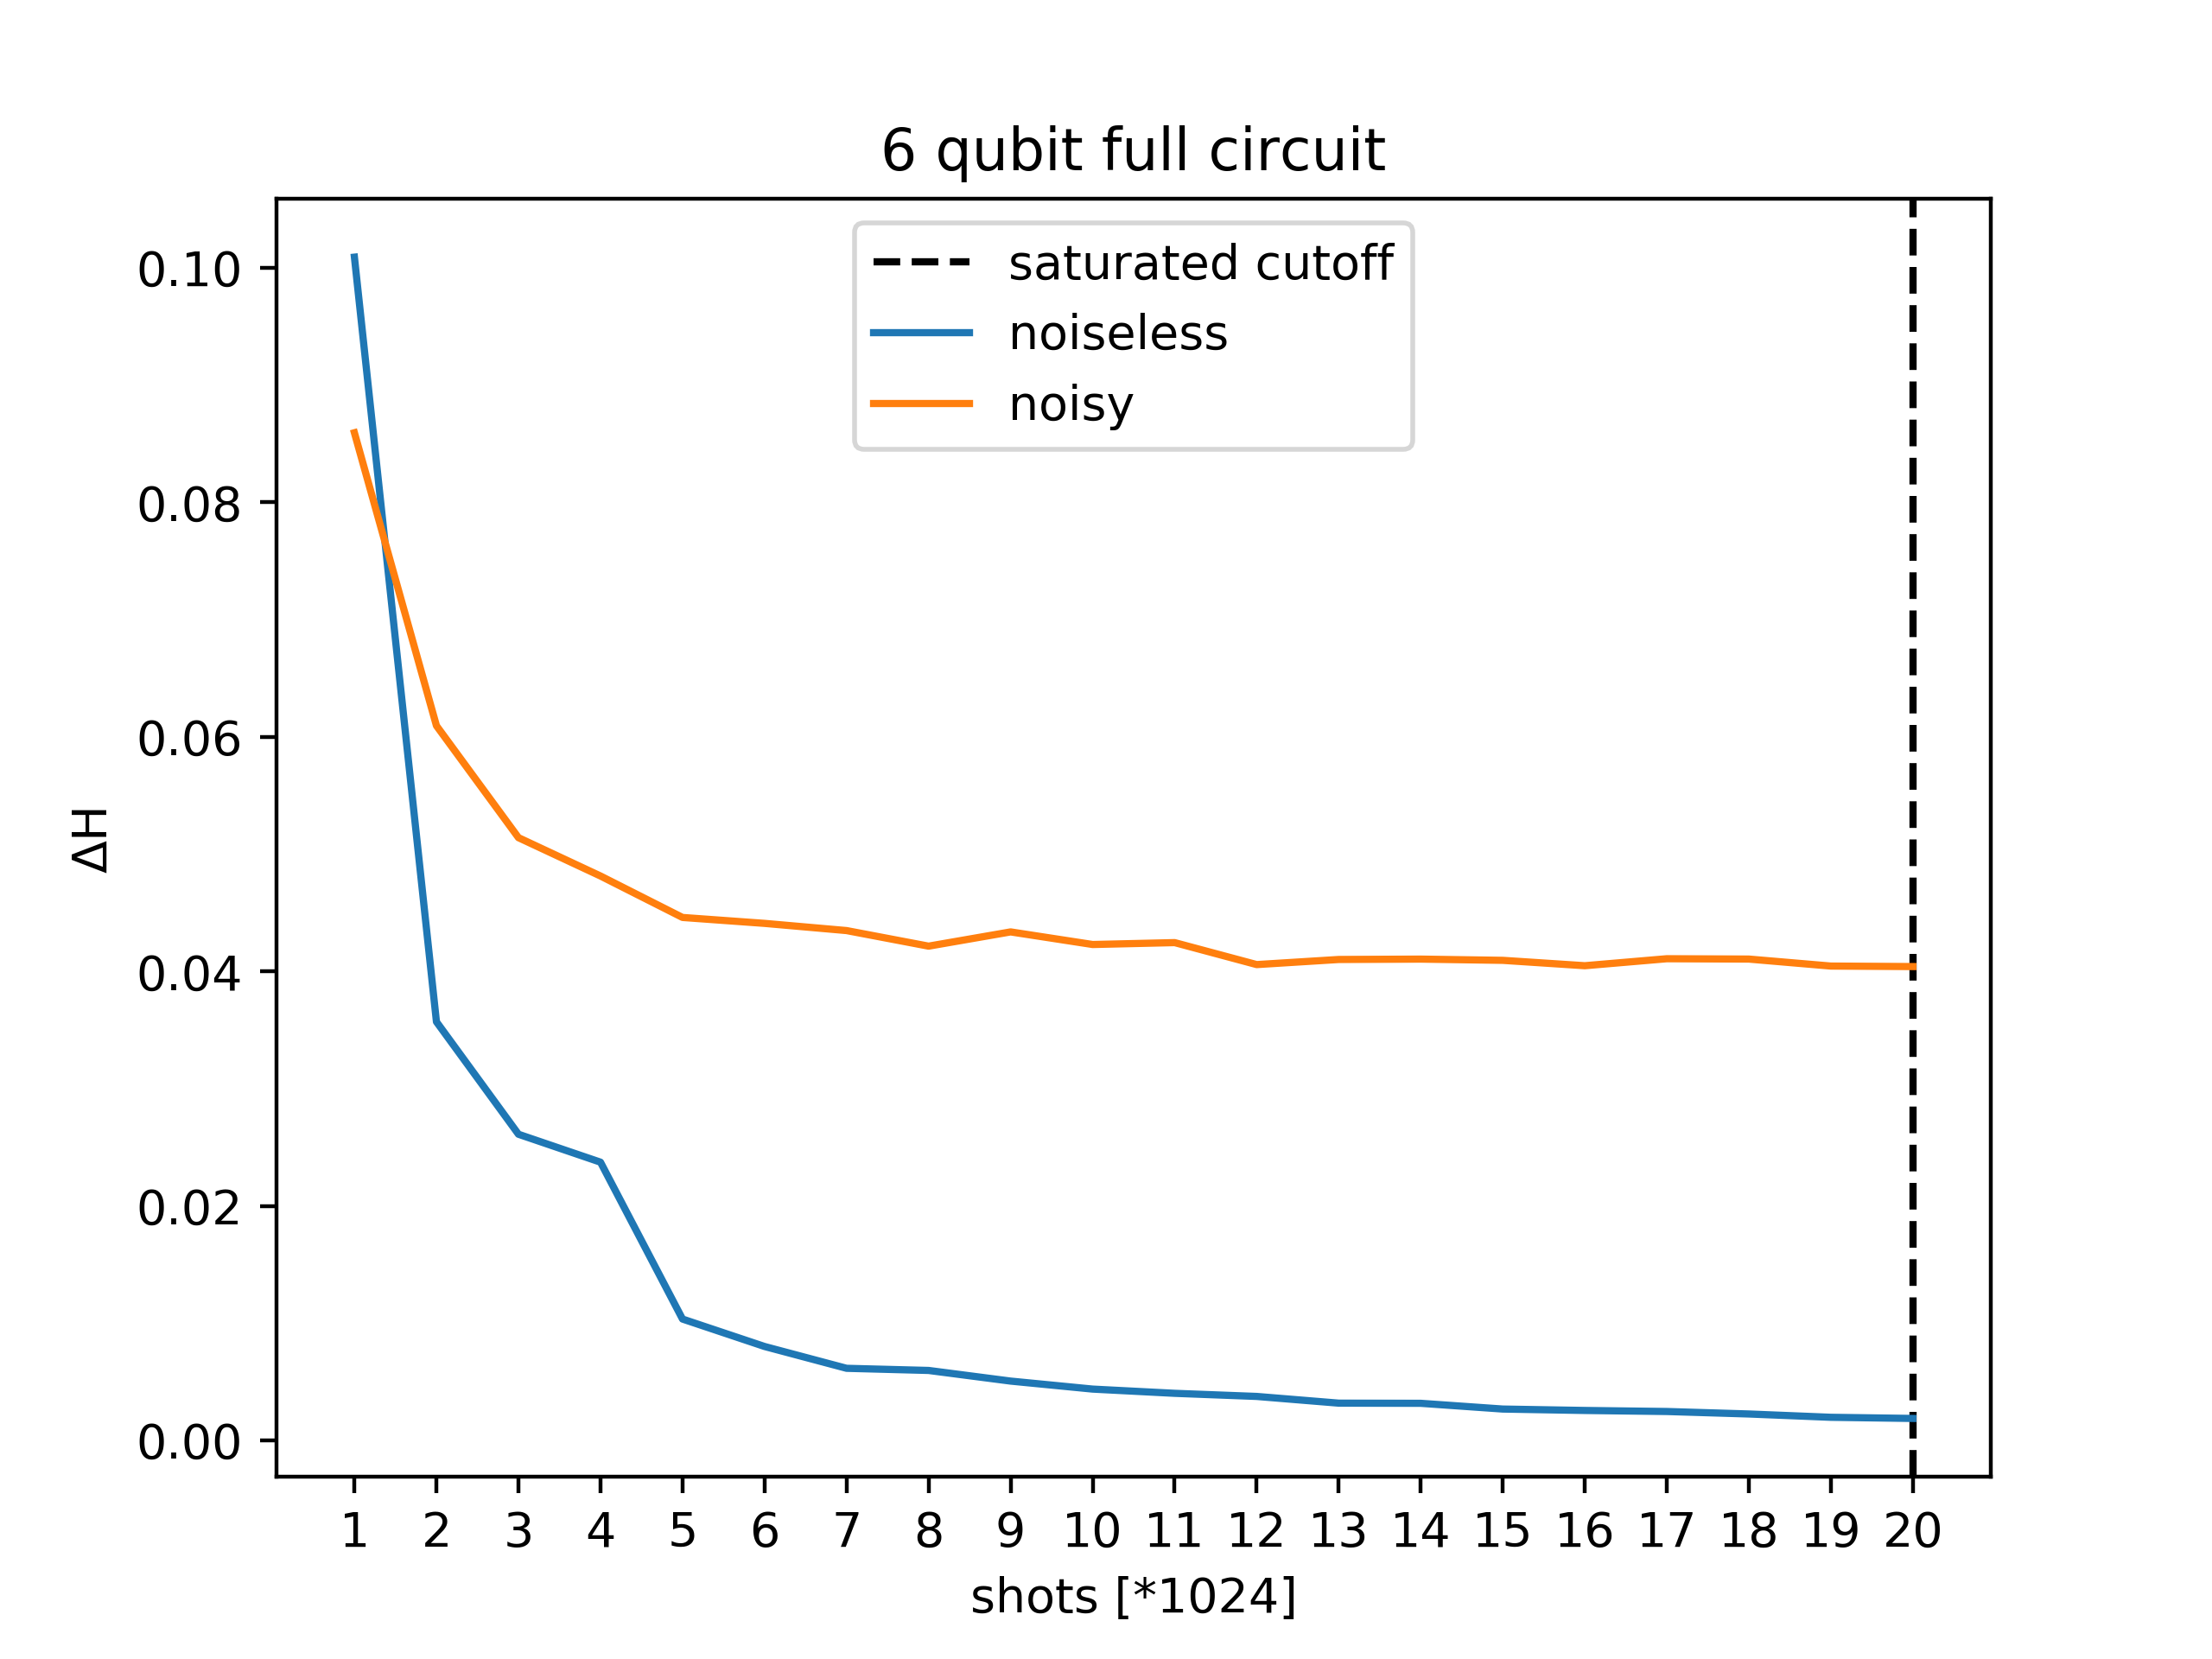 6 qubit full circuit
saturated cutoff
noiseless
noisy
ΔH
0.10
0.08
0.06
0.04
0.02
0.00
1 2 3 4 5 6 7 8 9 10 11 12 13 14 15 16 17 18 19 20
shots [*1024]